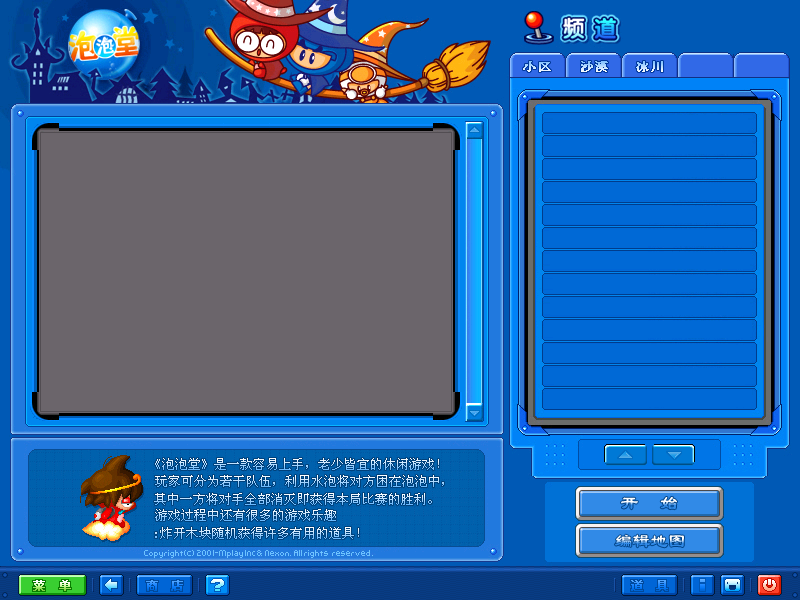 泡泡堂
频道
小区 沙漠 冰川
《泡泡堂》是一款容易上手，老少皆宜的休闲游戏！
玩家可分为若干队伍，利用水泡将对方困在泡泡中，
其中一方将对手全部消灭即获得本局比赛的胜利。
游戏过程中还有很多的游戏乐趣
:炸开木块随机获得许多有用的道具！
Copyright(c) 2001-Mplay Inc & Nexon. All rights reserved.
开 始
编辑地图
菜 单
商 店
?
道 具